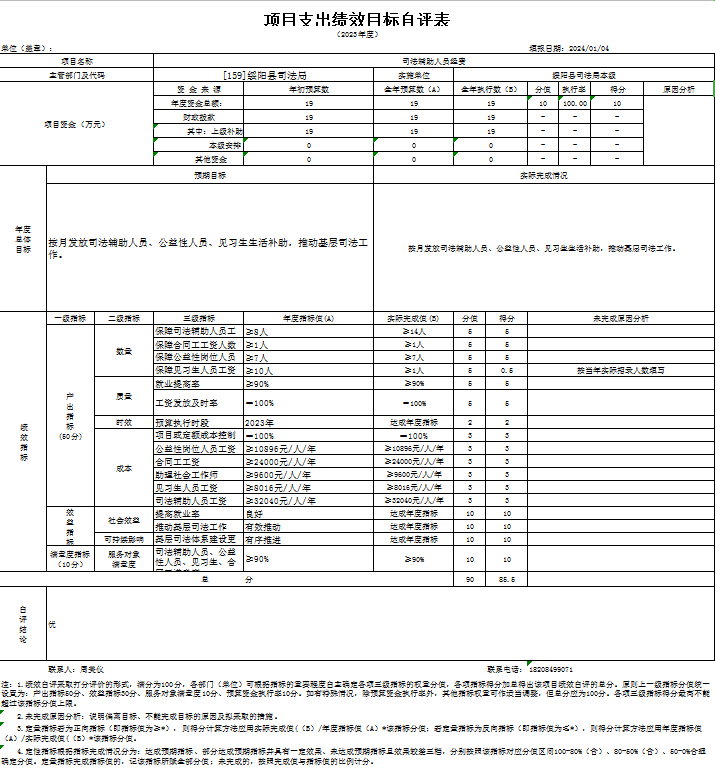 项目支出绩效目标自评表
（2023年度）
单位（盖章）： 填报日期：2024/01/04
项目名称 司法辅助人员经费
主管部门及代码 [159]绥阳县司法局 实施单位 绥阳县司法局本级
项目资金（万元） 资 金 来 源 年初预算数 全年预算数（A） 全年执行数（B） 分值 执行率 得分 原因分析
年度资金总额： 19 19 19 10 100.00 10
财政拨款 19 19 19 - - -
其中：上级补助 19 19 19 - - -
本级安排 0 0 0 - - -
其他资金 0 0 0 - - -
年度总体目标 预期目标 实际完成情况
按月发放司法辅助人员、公益性人员、见习生生活补助，推动基层司法工作。
按月发放司法辅助人员、公益性人员、见习生生活补助，推动基层司法工作。
绩效指标 一级指标 二级指标 三级指标 年度指标值(A) 实际完成值(B) 分值 得分 未完成原因分析
产出指标(50分) 数量 保障司法辅助人员工 ≥8人 ≥14人 5 5
保障合同工工资人数 ≥1人 ≥1人 5 5
保障公益性岗位人员 ≥7人 ≥7人 5 5
保障见习生人员工资 ≥10人 ≥1人 5 0.5 按当年实际招录人数填写
质量 就业提高率 ≥90% ≥90% 5 5
工资发放及时率 =100% =100% 5 5
时效 预算执行时段 2023年 达成年度指标 2 2
成本 项目或定额成本控制 =100% =100% 3 3
公益性岗位人员工资 ≥10896元/人/年 ≥10896元/人/年 3 3
合同工工资 ≥24000元/人/年 ≥24000元/人/年 3 3
助理社会工作师 ≥9600元/人/年 ≥9600元/人/年 3 3
见习生人员工资 ≥8016元/人/年 ≥8016元/人/年 3 3
司法辅助人员工资 ≥32040元/人/年 ≥32040元/人/年 3 3
效益指标 社会效益 提高就业率 良好 达成年度指标 10 10
推动基层司法工作 有效推动 达成年度指标 10 10
可持续影响 基层司法体系建设更 有序推进 达成年度指标 10 10
满意度指标（10分） 服务对象满意度 司法辅助人员、公益性人员、见习生、合 ≥90% ≥90% 10 10
总 分 90 85.5
自评结论 优
联系人：周美仪 联系电话：18208499071
注：1.绩效自评采取打分评价的形式，满分为100分，各部门（单位）可根据指标的重要程度自主确定各项三级指标的权重分值，各项指标得分加总得出该项目绩效自评的总分。原则上一级指标分值统一
设置为：产出指标50分、效益指标30分、服务对象满意度10分、预算资金执行率10分。如有特殊情况，除预算资金执行率外，其他指标权重可作适当调整，但总分应为100分。各项三级指标得分最高不能
超过该指标分值上限。
2.未完成原因分析：说明偏离目标、不能完成目标的原因及拟采取的措施。
3.定量指标若为正向指标（即指标值为≥*），则得分计算方法应用实际完成值（(B)/年度指标值（A）*该指标分值；若定量指标为反向指标（即指标值为≤*），则得分计算方法应用年度指标值
（A)/实际完成值(（B）*该指标分值。
4.定性指标根据指标完成情况分为：达成预期指标、部分达成预期指标并具有一定效果、未达成预期指标且效果较差三档，分别按照该指标对应分值区间100-80%（含）、80-50%（含）、50-0%合理
确定分值。定量指标完成指标值的，记该指标所赋全部分值；未完成的，按照完成值与指标值的比例计分。